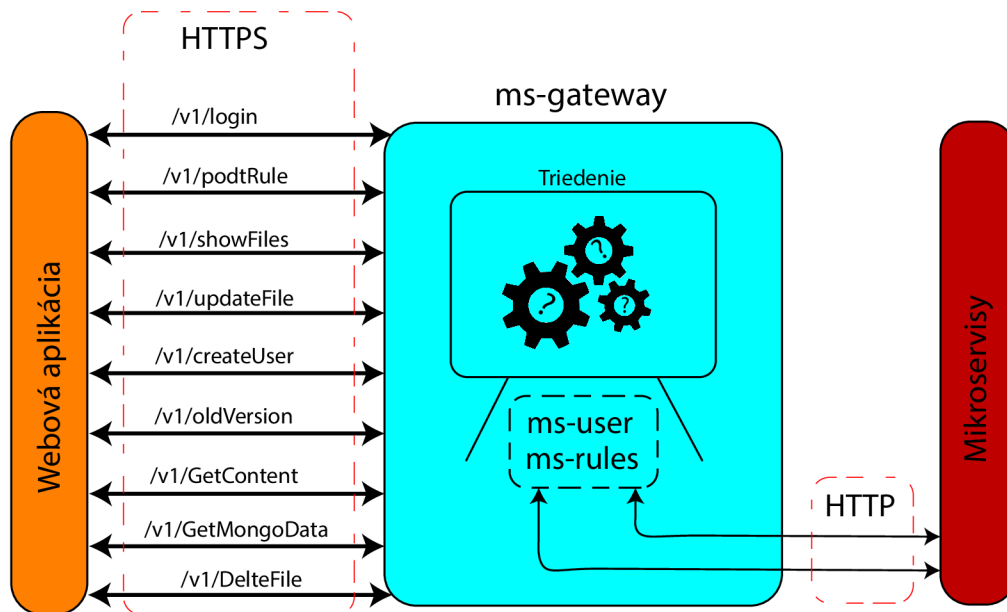 HTTPS
ms-gateway
/v1/login
/v1/podtRule
/v1/showFiles
/v1/updateFile
/v1/createUser
/v1/oldVersion
/v1/GetContent
/v1/GetMongoData
/v1/DelteFile
Webová aplikácia
Triedenie
?
?
?
ms-user
ms-rules
HTTP
Mikroservisy